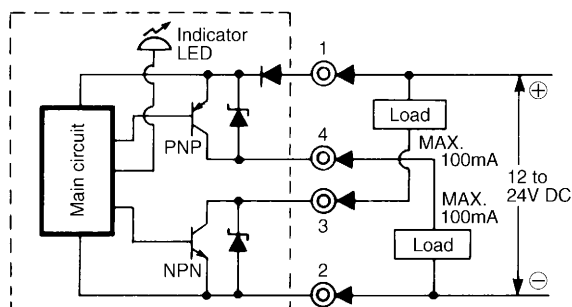 Indicator
LED
1
⊕
Load
Main circuit
PNP
4
MAX.
100mA
12 to
24V DC
MAX.
100mA
3
Load
NPN
2
⊖